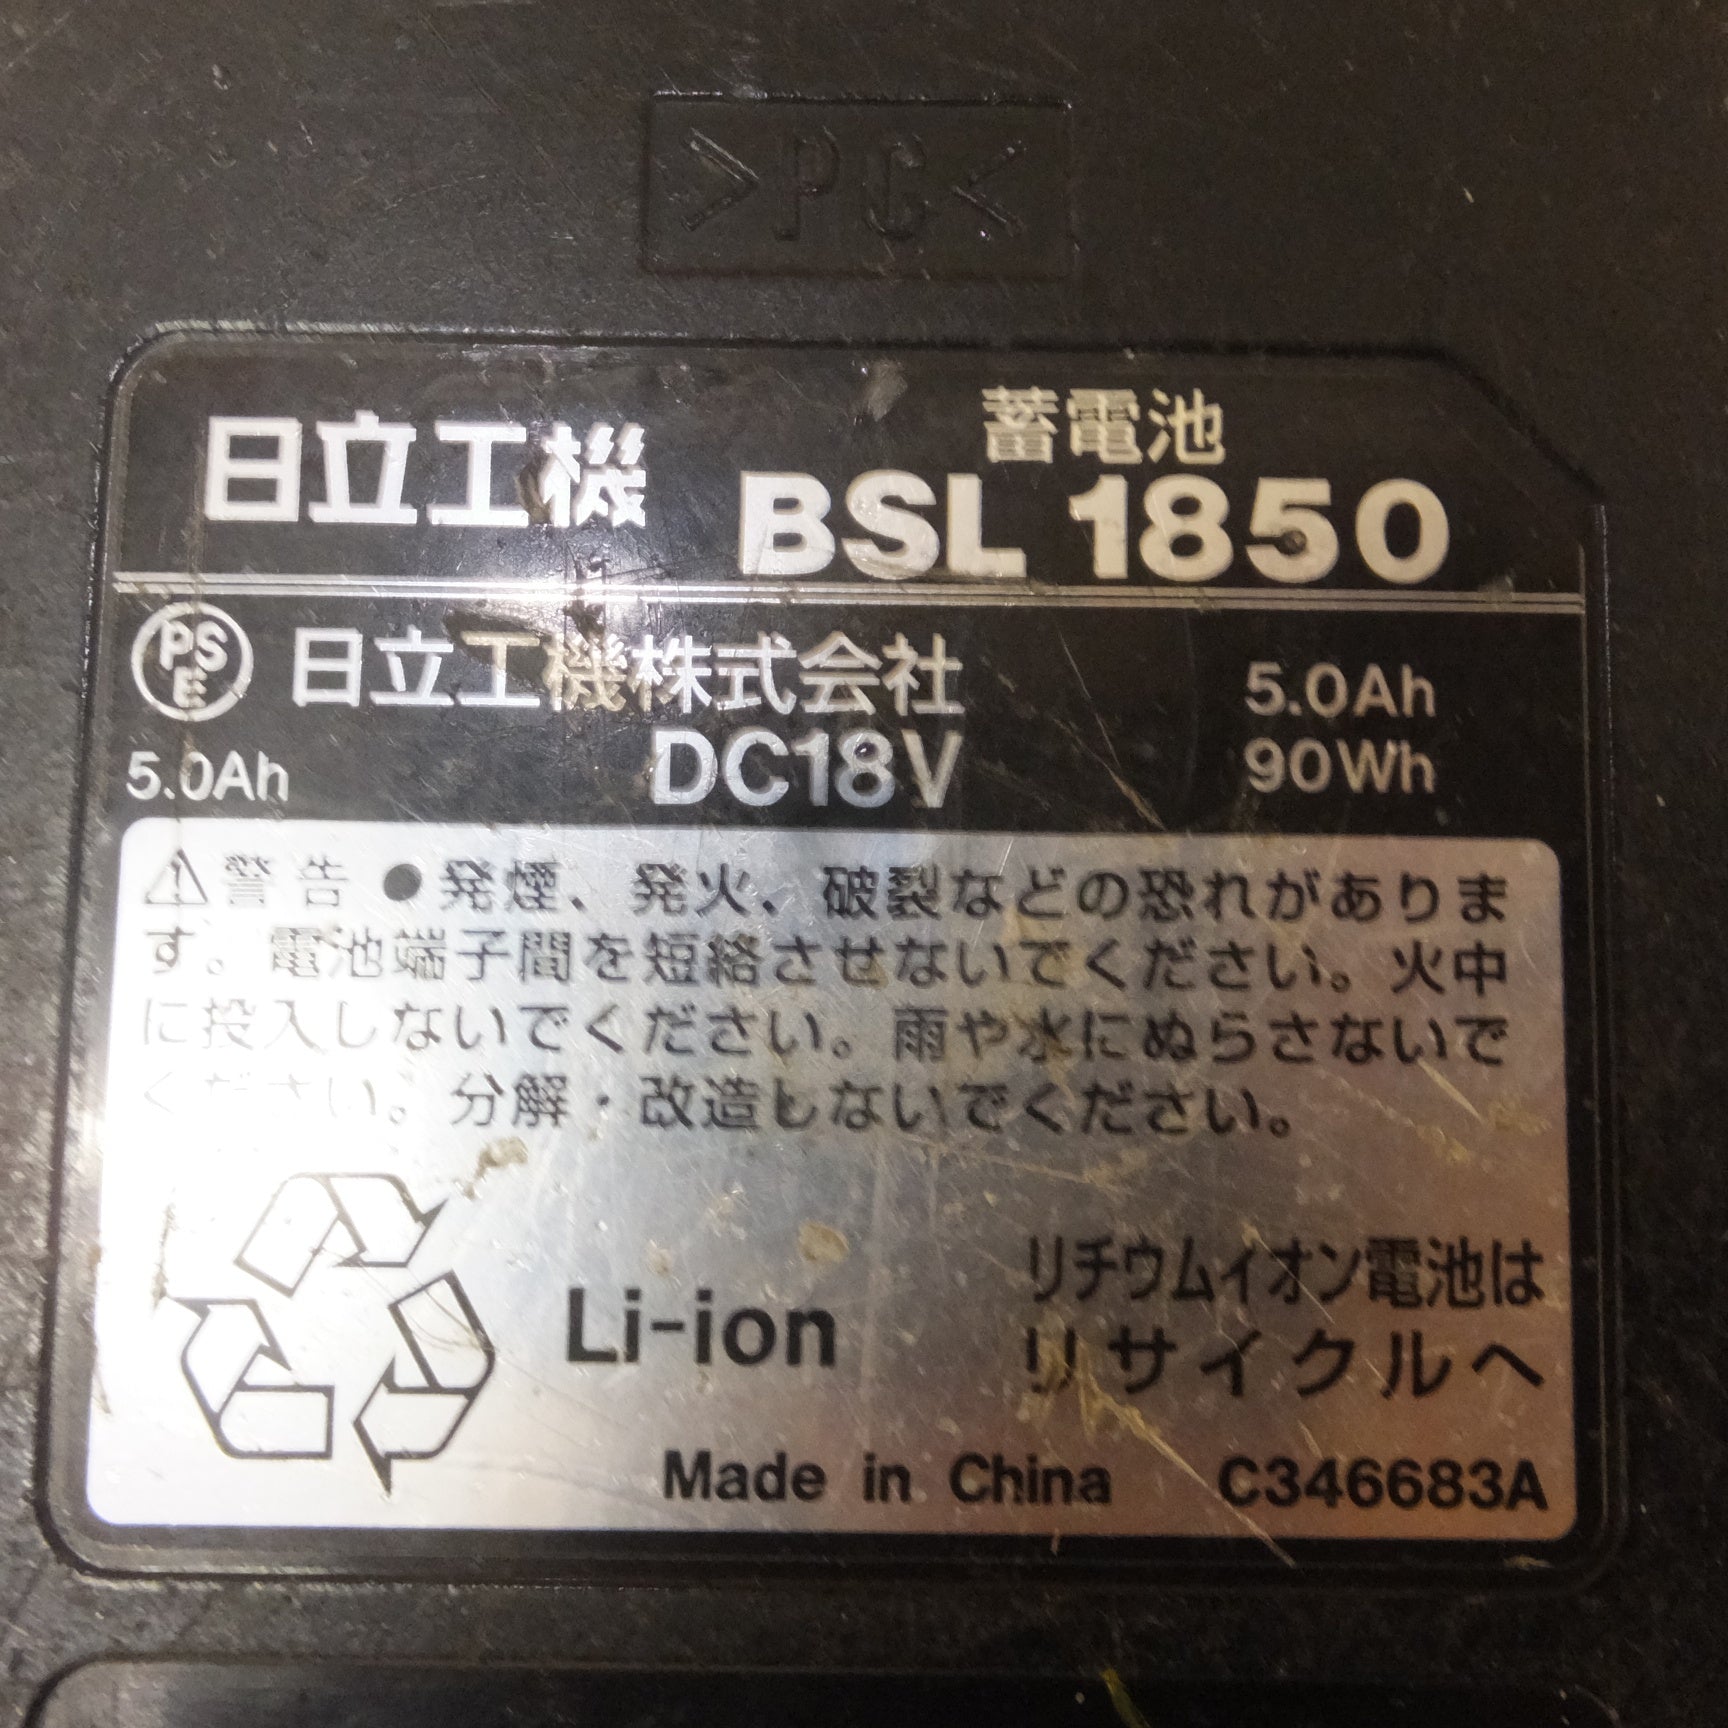 >PC<
日立工機
蓄電池
BSL 1850
PSE 日立工機株式会社
5.0Ah
DC18V
5.0Ah
90Wh
⚠警告 ●発煙、発火、破裂などの恐れがありま
す。電池端子間を短絡させないでください。火中
に投入しないでください。雨や水にぬらさないで
ください。分解・改造しないでください。
Li-ion
リチウムイオン電池は
リサイクルへ
Made in China
C346683A